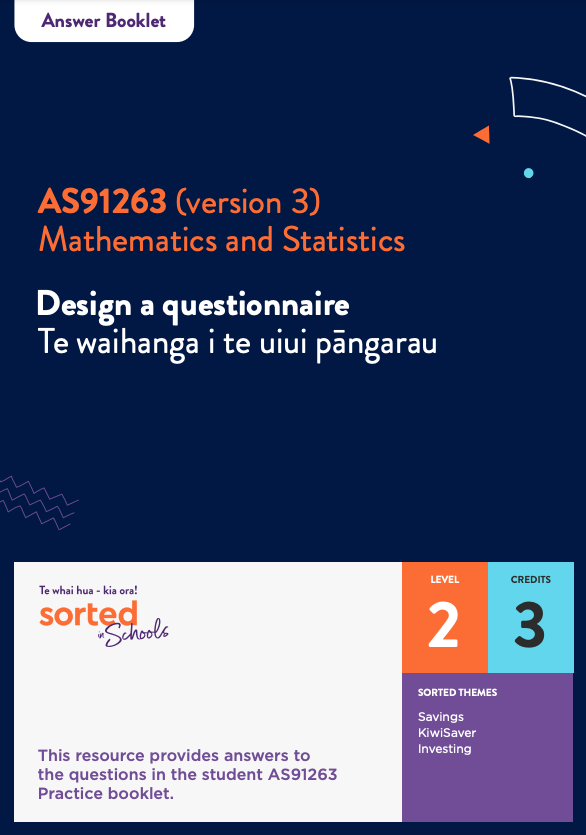 Answer Booklet
AS91263 (version 3)
Mathematics and Statistics
Design a questionnaire
Te waihanga i te uiui pāngarau
Te whai hua - kia ora!
sorted
in Schools
LEVEL
2
CREDITS
3
SORTED THEMES
Savings
KiwiSaver
Investing
This resource provides answers to
the questions in the student AS91263
Practice booklet.